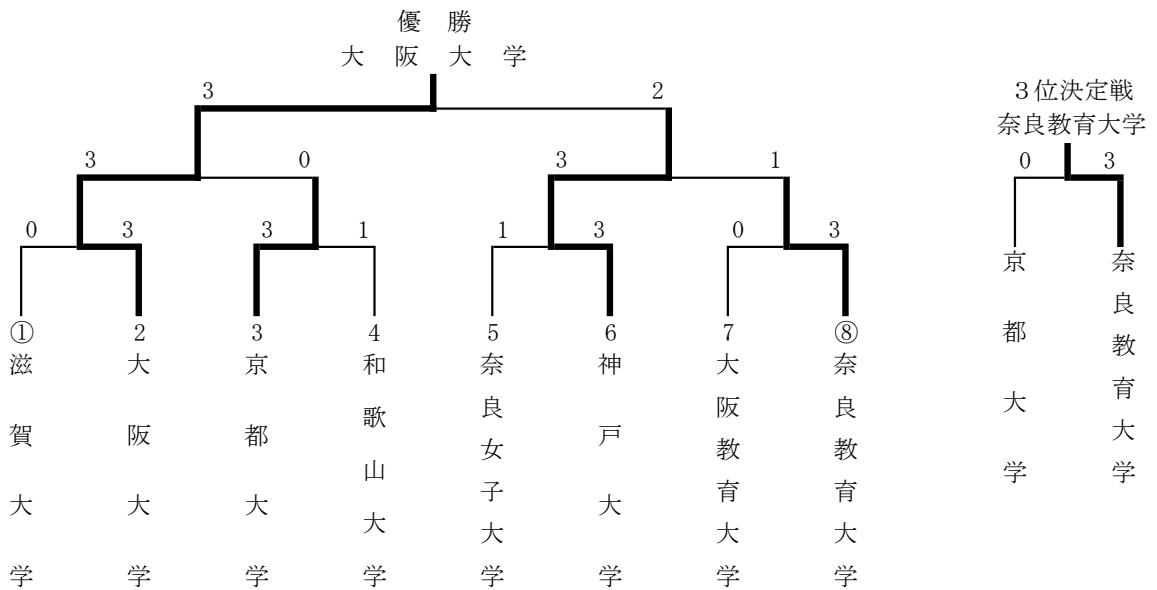 優勝
大阪大学
3 2
3 0 3 1
0 3 3 1 1 3 0 3
① 2 3 4 5 6 7 ⑧
滋賀大学
大阪大学
京都大学
和歌山大学
奈良女子大学
神戸大学
大阪教育大学
奈良教育大学
３位決定戦
奈良教育大学
0 3
京都大学
奈良教育大学